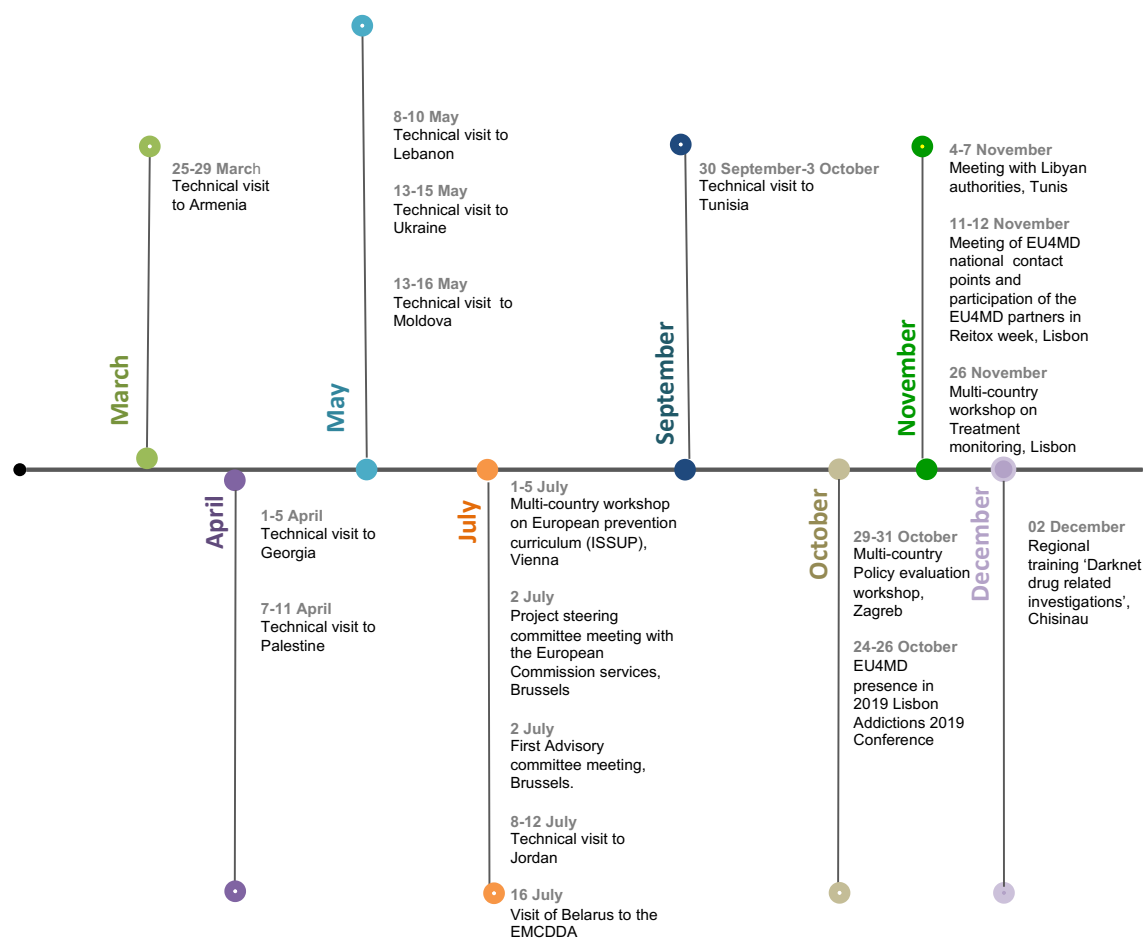 March
25-29 March
Technical visit
to Armenia
April
1-5 April
Technical visit to
Georgia
7-11 April
Technical visit to
Palestine
May
8-10 May
Technical visit to
Lebanon
13-15 May
Technical visit to
Ukraine
13-16 May
Technical visit to
Moldova
July
1-5 July
Multi-country workshop
on European prevention
curriculum (ISSUP),
Vienna
2 July
Project steering
committee meeting with
the European
Commission services,
Brussels
2 July
First Advisory
committee meeting,
Brussels.
8-12 July
Technical visit to
Jordan
16 July
Visit of Belarus to the
EMCDDA
September
30 September-3 October
Technical visit to
Tunisia
October
29-31 October
Multi-country
Policy evaluation
workshop,
Zagreb
24-26 October
EU4MD
presence in
2019 Lisbon
Addictions 2019
Conference
November
4-7 November
Meeting with Libyan
authorities, Tunis
11-12 November
Meeting of EU4MD
national contact
points and
participation of the
EU4MD partners in
Reitox week, Lisbon
26 November
Multi-country
workshop on
Treatment
monitoring, Lisbon
December
02 December
Regional
training ‘Darknet
drug related
investigations’,
Chisinau